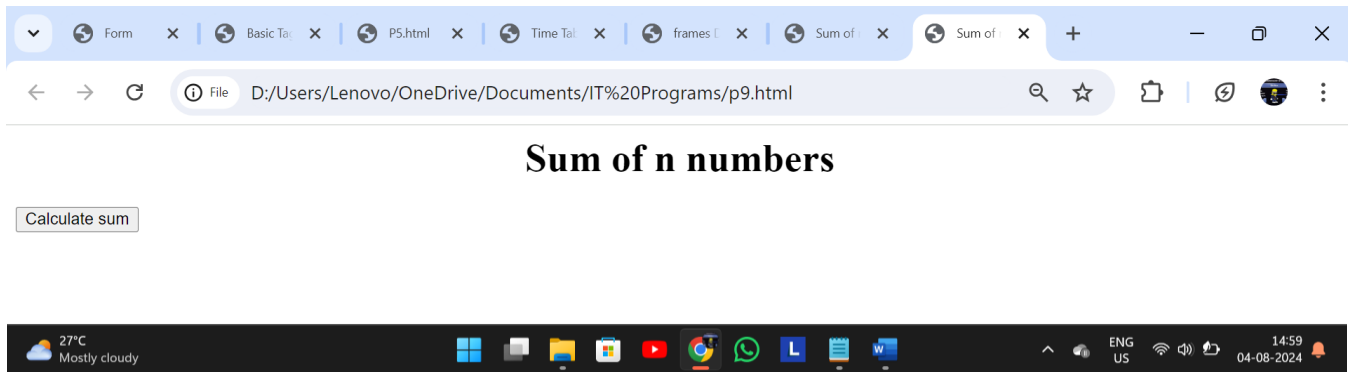 Form
Basic Tag
P5.html
Time Tal
frames D
Sum of
Sum of
File
D:/Users/Lenovo/OneDrive/Documents/IT%20Programs/p9.html
Sum of n numbers
Calculate sum
27°C
Mostly cloudy
L
W
ENG
US
14:59
04-08-2024